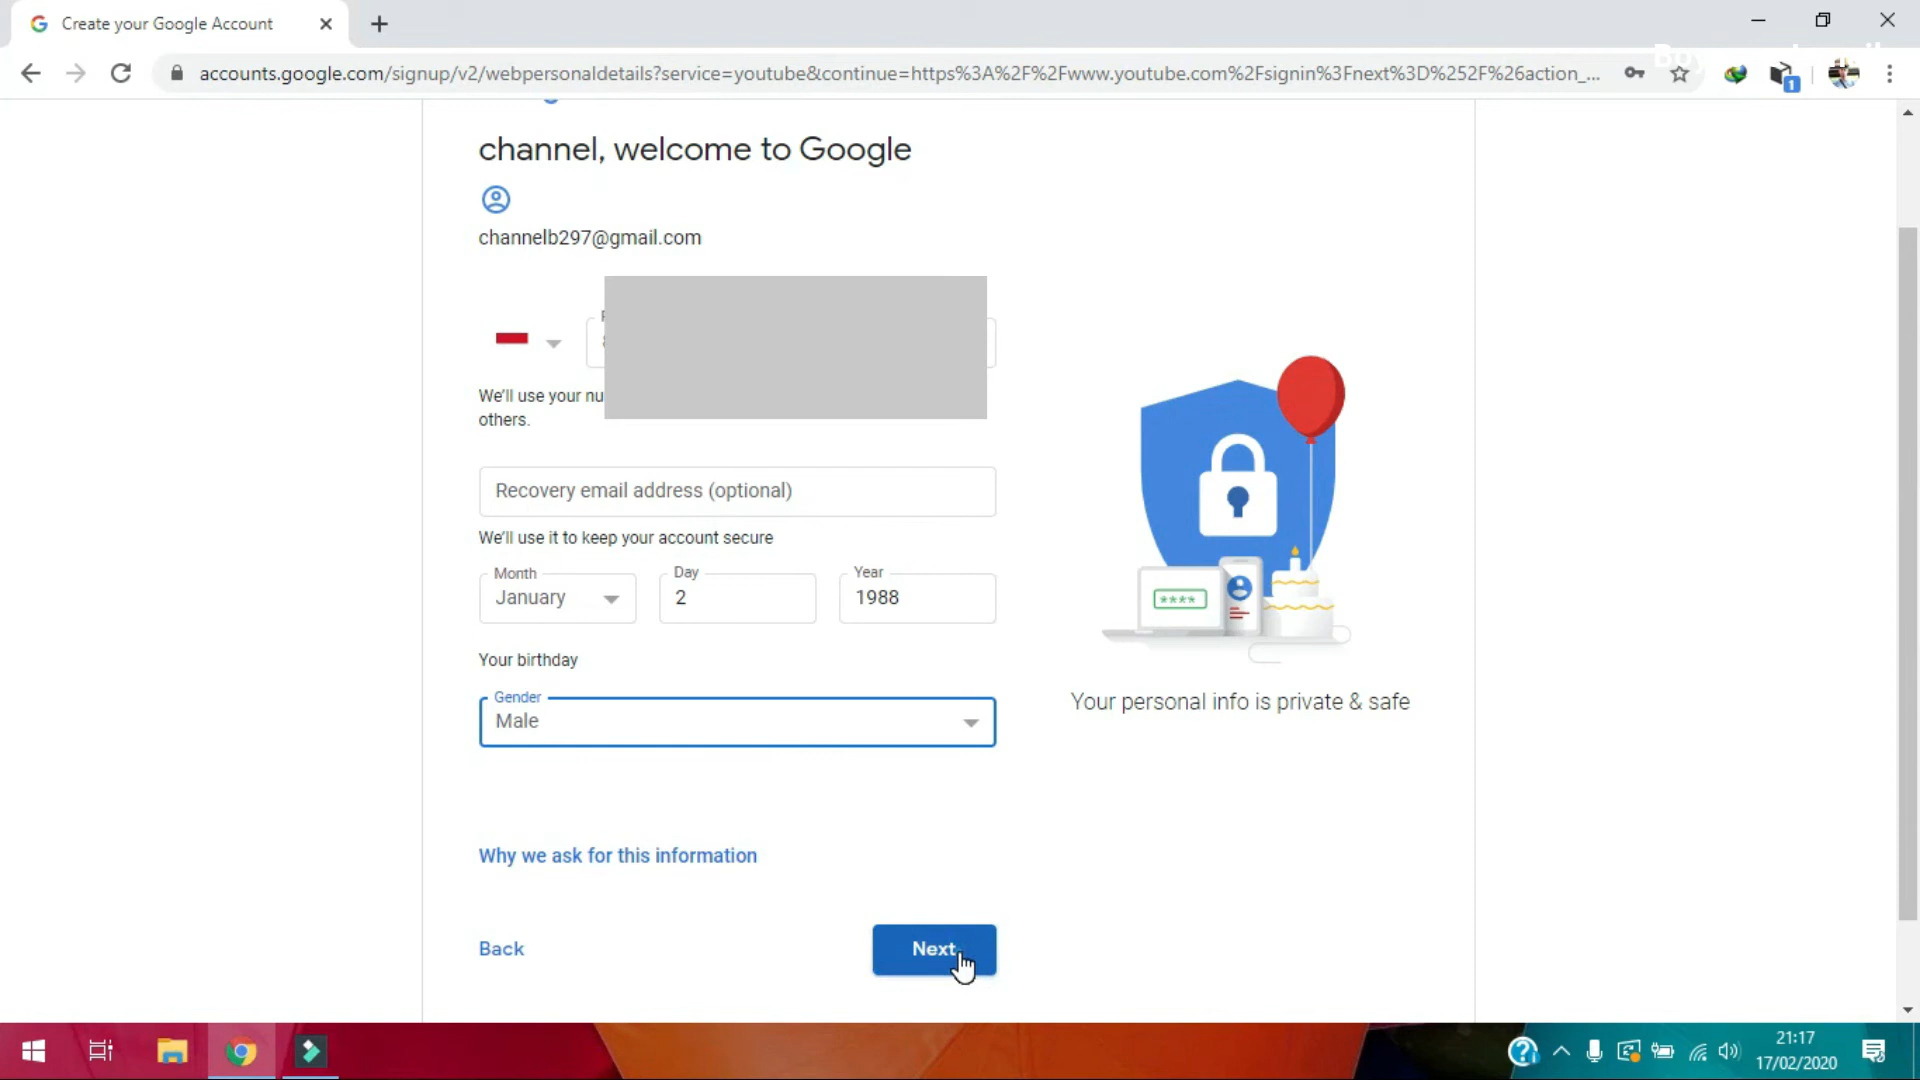 Create your Google Account
accounts.google.com/signup/v2/webpersonaldetails?service=youtube&continue=https%3A%2F%2Fwww.youtube.com%2Fsignin%3Fnext%3D%252F%26action_...
1
channel, welcome to Google
channelb297@gmail.com
We'll use your nu
others.
Recovery email address (optional)
We'll use it to keep your account secure
Month
Day
Year
January
2
1988
Your birthday
Gender
Male
****
Your personal info is private & safe
Why we ask for this information
Back
Next
21:17
17/02/2020